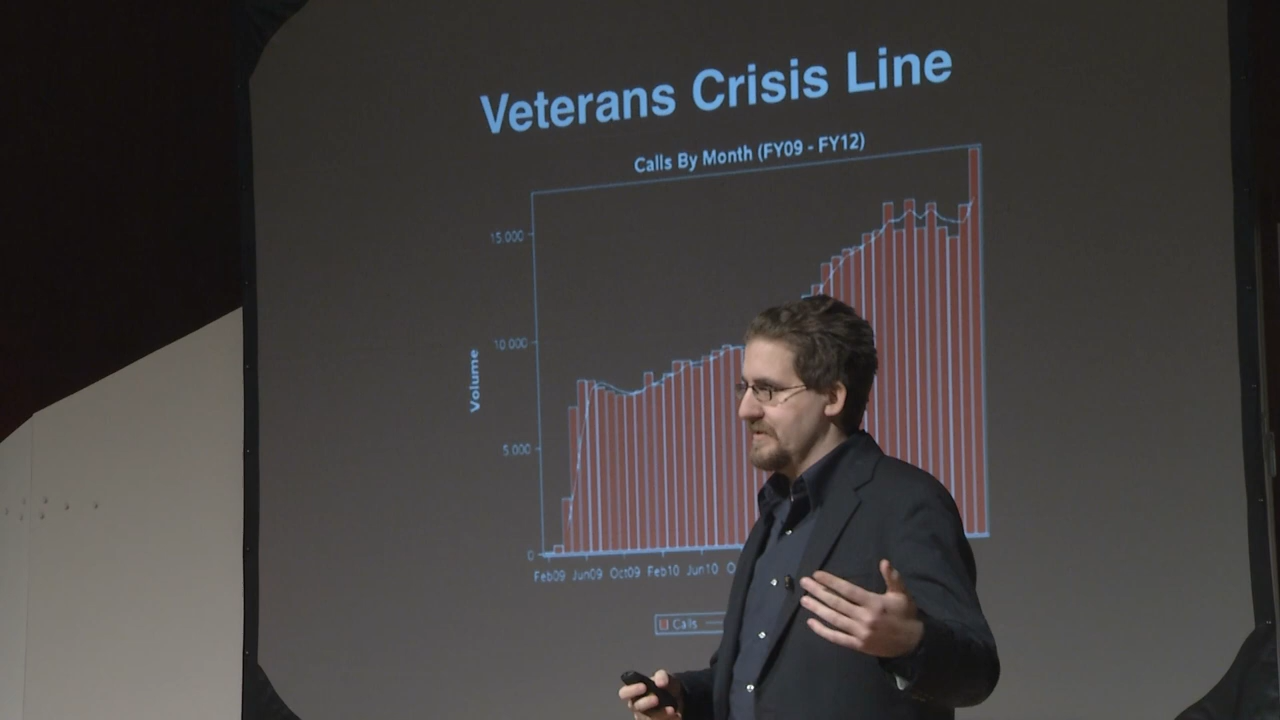 Veterans Crisis Line
Calls By Month (FY09 - FY12)
15 000
10 000
Volume
5 000
0
Feb09 Jun09 Oct09 Feb10 Jun10 O
Calls